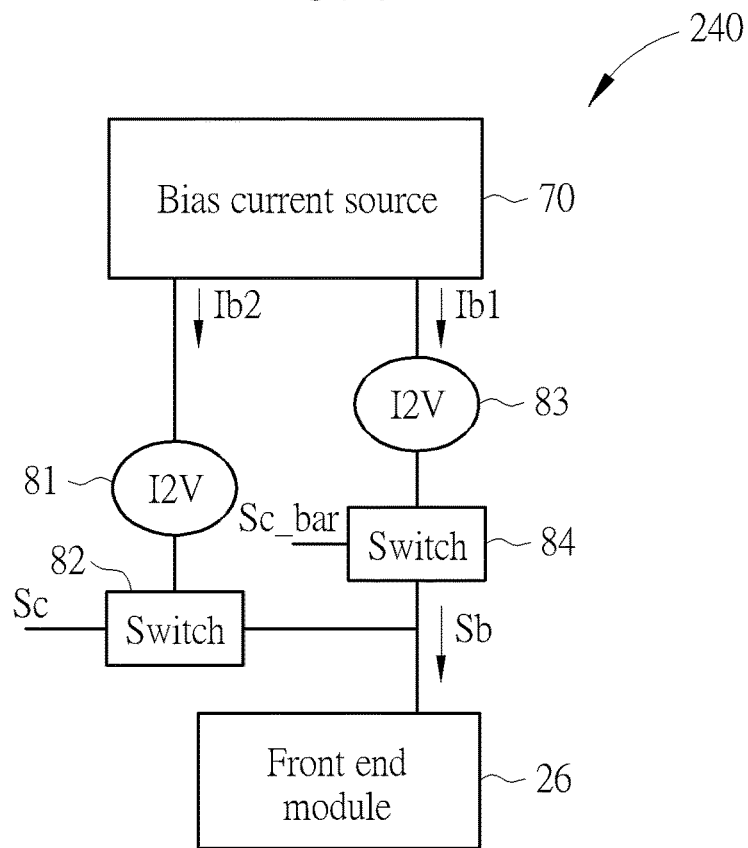 240
Bias current source
70
Ib2
Ib1
I2V
83
81
I2V
Sc_bar
Switch
84
82
Sc
Switch
Sb
Front end
module
26